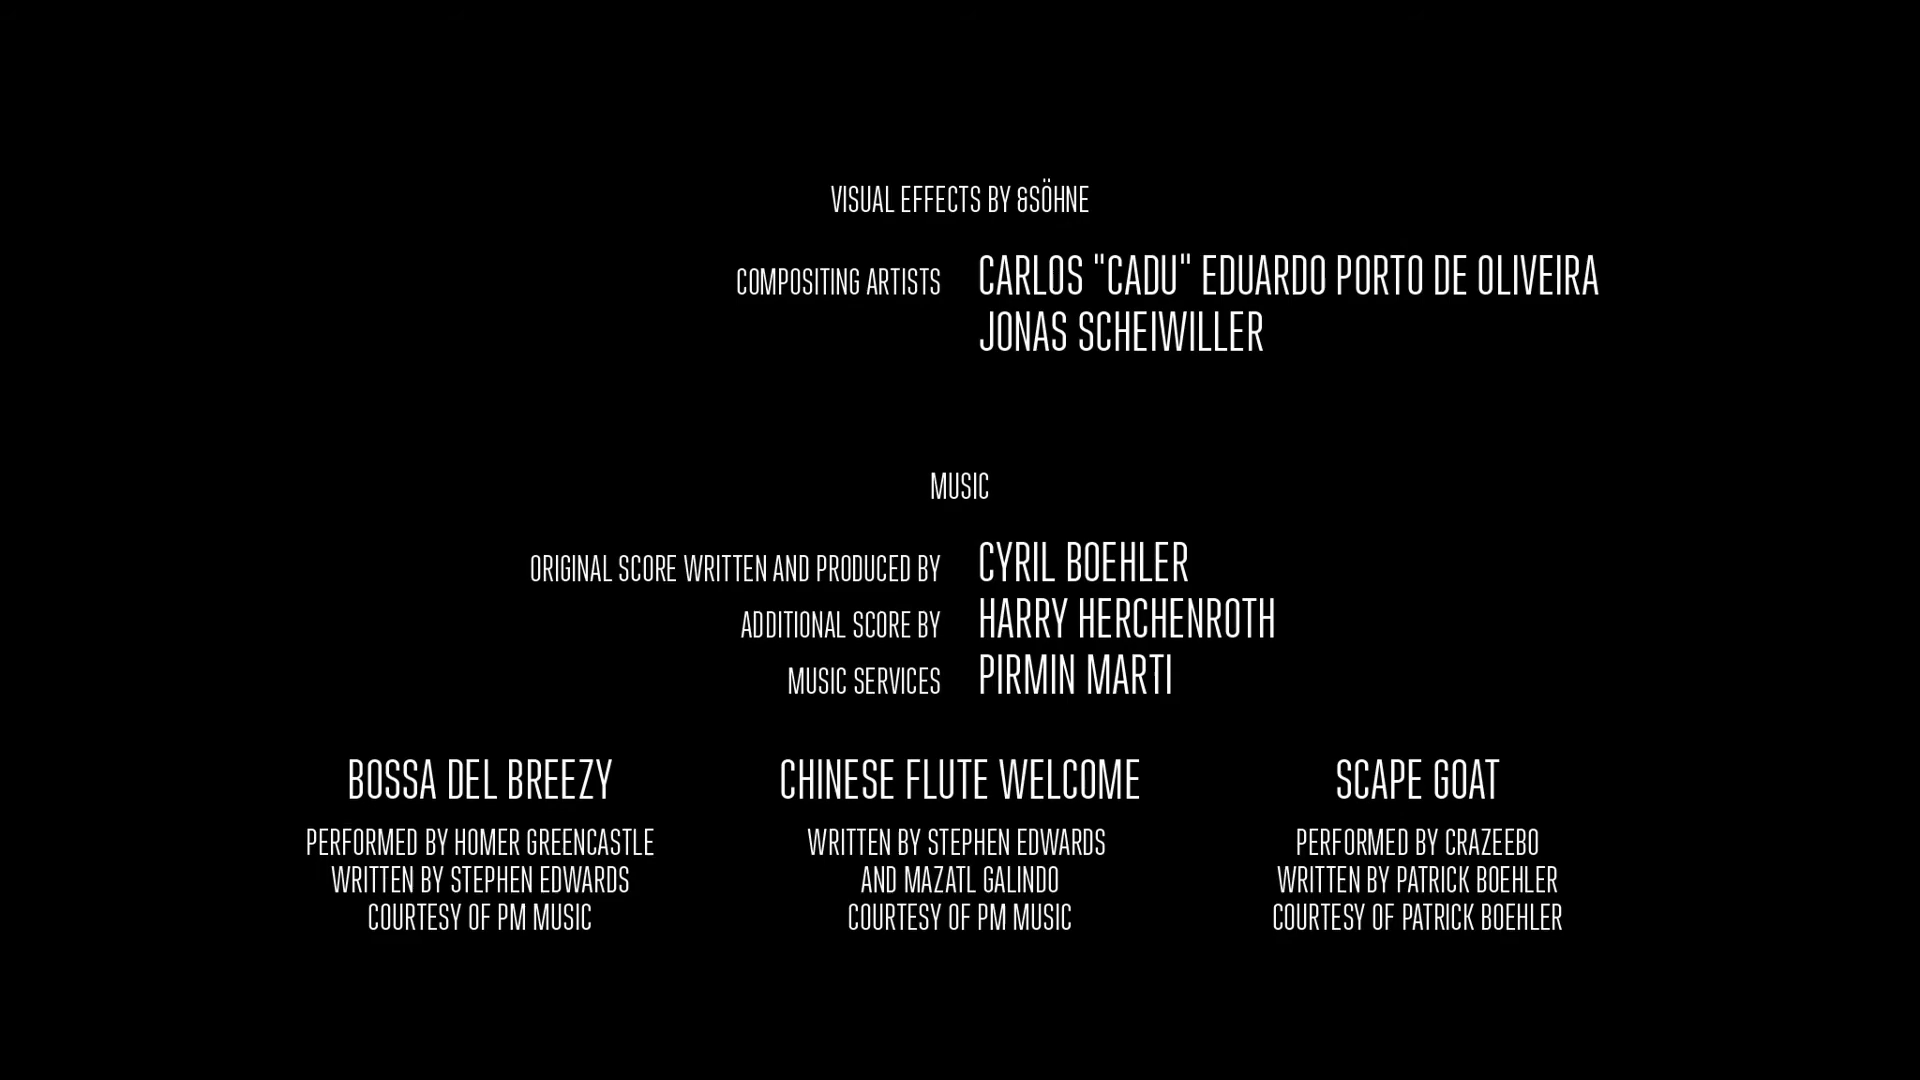 VISUAL EFFECTS BY &SÖHNE
COMPOSITING ARTISTS CARLOS "CADU" EDUARDO PORTO DE OLIVEIRA
JONAS SCHEIWILLER
MUSIC
ORIGINAL SCORE WRITTEN AND PRODUCED BY CYRIL BOEHLER
ADDITIONAL SCORE BY HARRY HERCHENROTH
MUSIC SERVICES PIRMIN MARTI
BOSSA DEL BREEZY
PERFORMED BY HOMER GREENCASTLE
WRITTEN BY STEPHEN EDWARDS
COURTESY OF PM MUSIC
CHINESE FLUTE WELCOME
WRITTEN BY STEPHEN EDWARDS
AND MAZATL GALINDO
COURTESY OF PM MUSIC
SCAPE GOAT
PERFORMED BY CRAZEEBO
WRITTEN BY PATRICK BOEHLER
COURTESY OF PATRICK BOEHLER